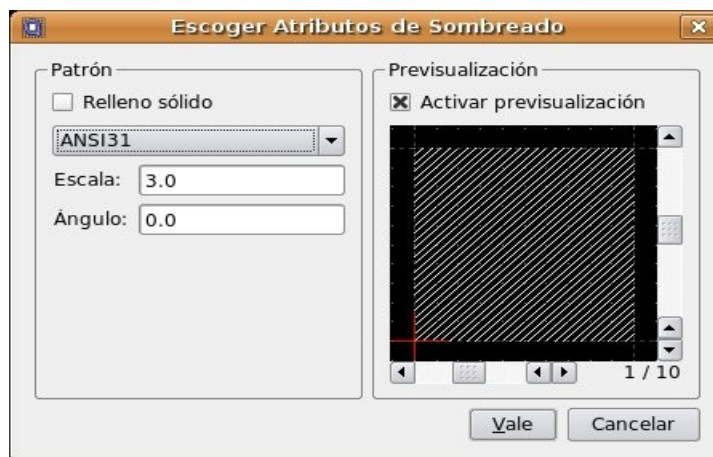 Escoger Atributos de Sombreado
Patrón
Relleno sólido
ANSI31
Escala: 3.0
Ángulo: 0.0
Previsualización
Activar previsualización
1 / 10
Vale
Cancelar